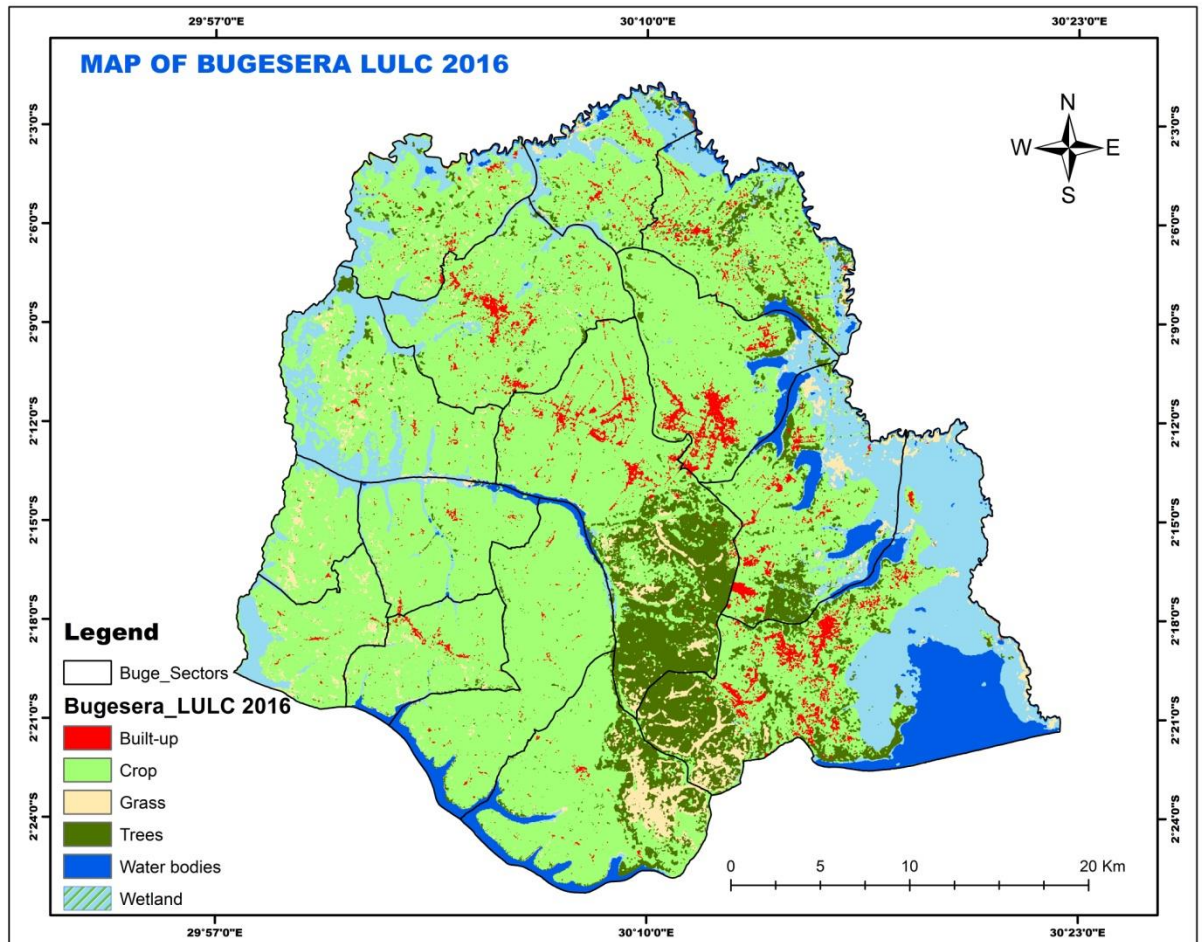 29°57'0"E 30°10'0"E 30°23'0"E
MAP OF BUGESERA LULC 2016
N
W E
S
2°3'0"S 2°3'0"S
2°6'0"S 2°6'0"S
2°9'0"S 2°9'0"S
2°12'0"S 2°12'0"S
2°15'0"S 2°15'0"S
2°18'0"S 2°18'0"S
2°21'0"S 2°21'0"S
2°24'0"S 2°24'0"S
Legend
Buge_Sectors
Bugesera_LULC 2016
Built-up
Crop
Grass
Trees
Water bodies
Wetland
0 5 10 20 Km
29°57'0"E 30°10'0"E 30°23'0"E